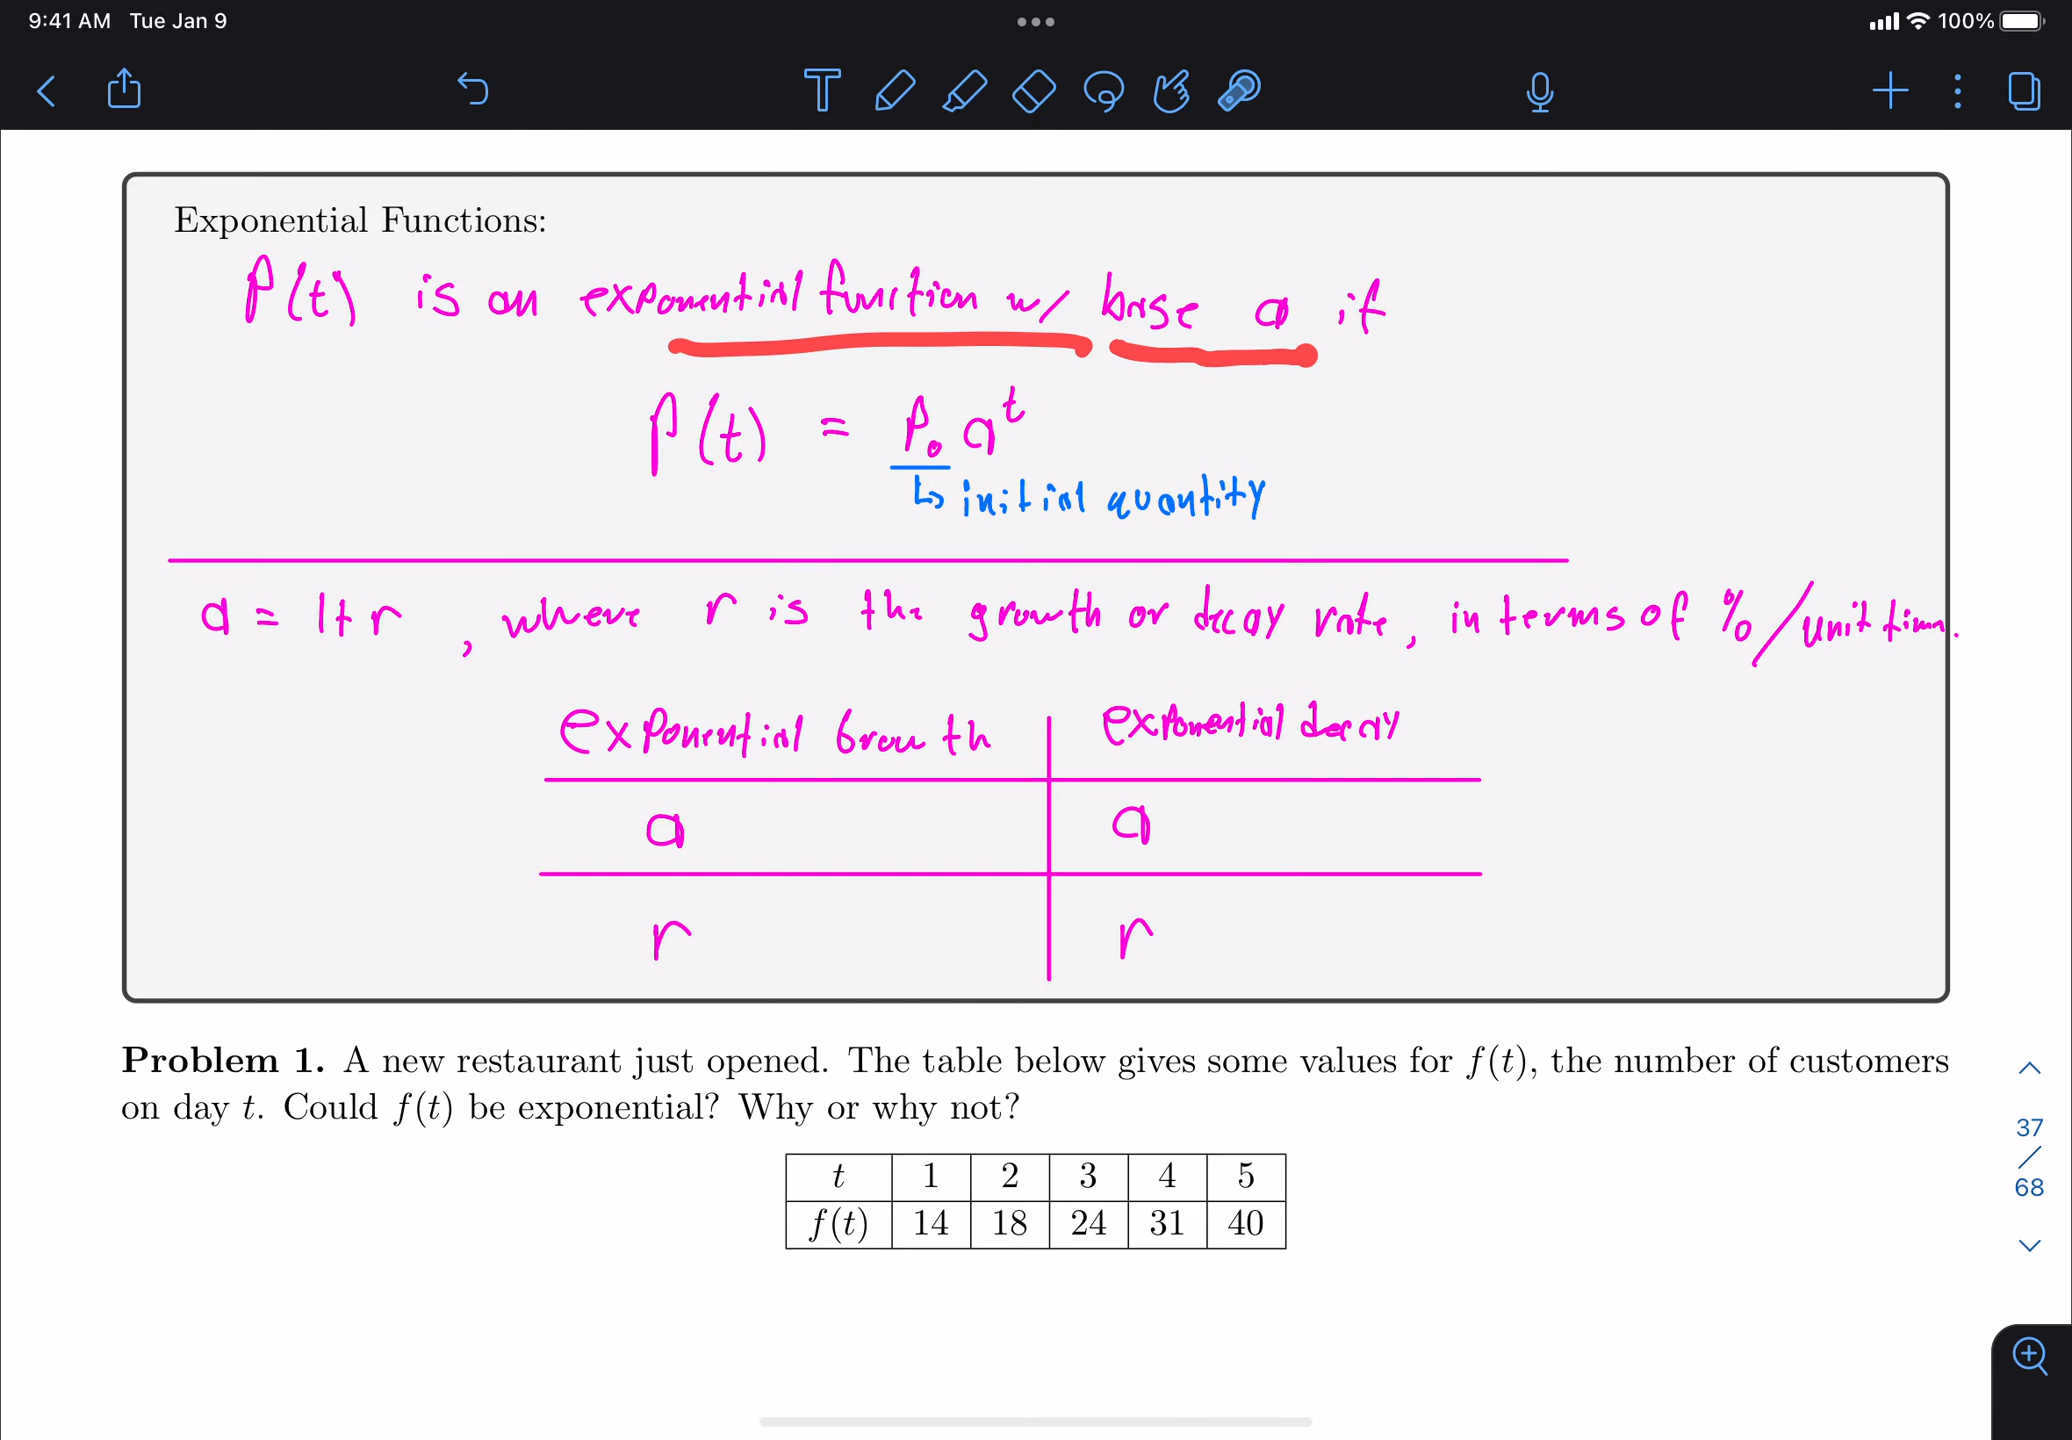 9:41 AM Tue Jan 9
100%
Exponential Functions:
P(t) is an exponential function w/ base a if
P(t) = P₀ aᵗ
↳ initial quantity
a = 1+r , where r is the growth or decay rate, in terms of %/unit time.
exponential Growth exponential decay
a a
r r
Problem 1. A new restaurant just opened. The table below gives some values for f(t), the number of customers
on day t. Could f(t) be exponential? Why or why not?
t 1 2 3 4 5
f(t) 14 18 24 31 40
37
/
68